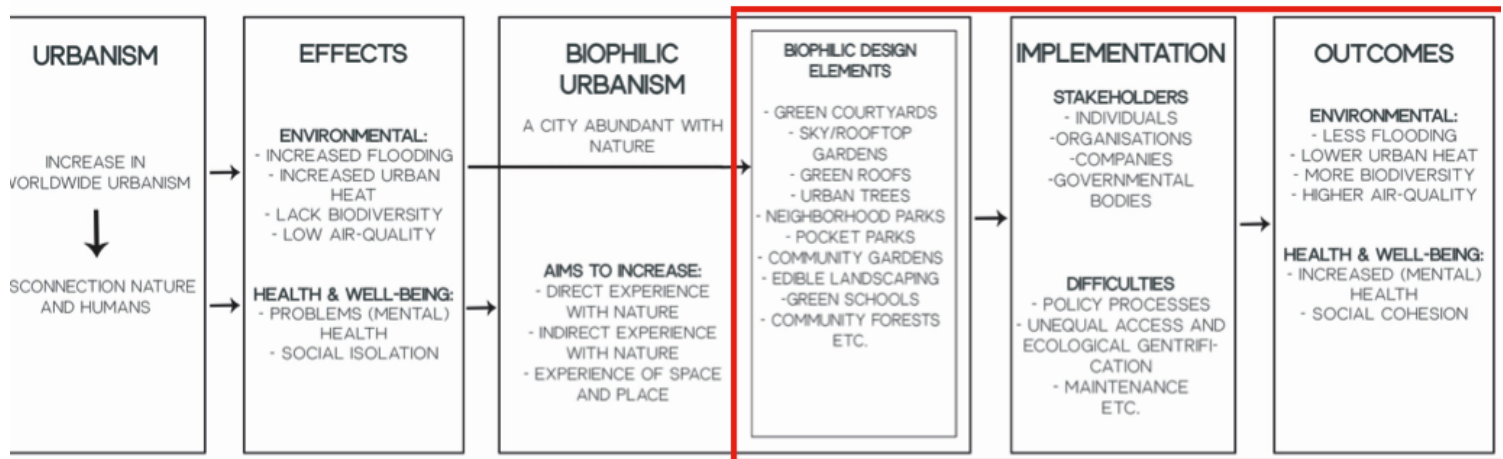 URBANISM
INCREASE IN
WORLDWIDE URBANISM
NATURE
AND HUMANS
EFFECTS
ENVIRONMENTAL:
- INCREASED FLOODING
- INCREASED URBAN
HEAT
- LACK BIODIVERSITY
- LOW AIR-QUALITY
HEALTH & WELL-BEING:
- PROBLEMS (MENTAL)
HEALTH
- SOCIAL ISOLATION
BIOPHILIC
URBANISM
A CITY ABUNDANT WITH
NATURE
AIMS TO INCREASE:
- DIRECT EXPERIENCE
WITH NATURE
- INDIRECT EXPERIENCE
WITH NATURE
- EXPERIENCE OF SPACE
AND PLACE
BIOPHILIC DESIGN
ELEMENTS
- GREEN COURTYARDS
- SKY/ROOFTOP
GARDENS
- GREEN ROOFS
- URBAN TREES
- NEIGHBORHOOD PARKS
- POCKET PARKS
- COMMUNITY GARDENS
- EDIBLE LANDSCAPING
-GREEN SCHOOLS
- COMMUNITY FORESTS
ETC.
IMPLEMENTATION
STAKEHOLDERS
- INDIVIDUALS
-ORGANISATIONS
-COMPANIES
-GOVERNMENTAL
BODIES
DIFFICULTIES
- POLICY PROCESSES
- UNEQUAL ACCESS AND
ECOLOGICAL GENTRIFI-
CATION
- MAINTENANCE
ETC.
OUTCOMES
ENVIRONMENTAL:
- LESS FLOODING
- LOWER URBAN HEAT
- MORE BIODIVERSITY
- HIGHER AIR-QUALITY
HEALTH & WELL-BEING:
- INCREASED (MENTAL)
HEALTH
- SOCIAL COHESION